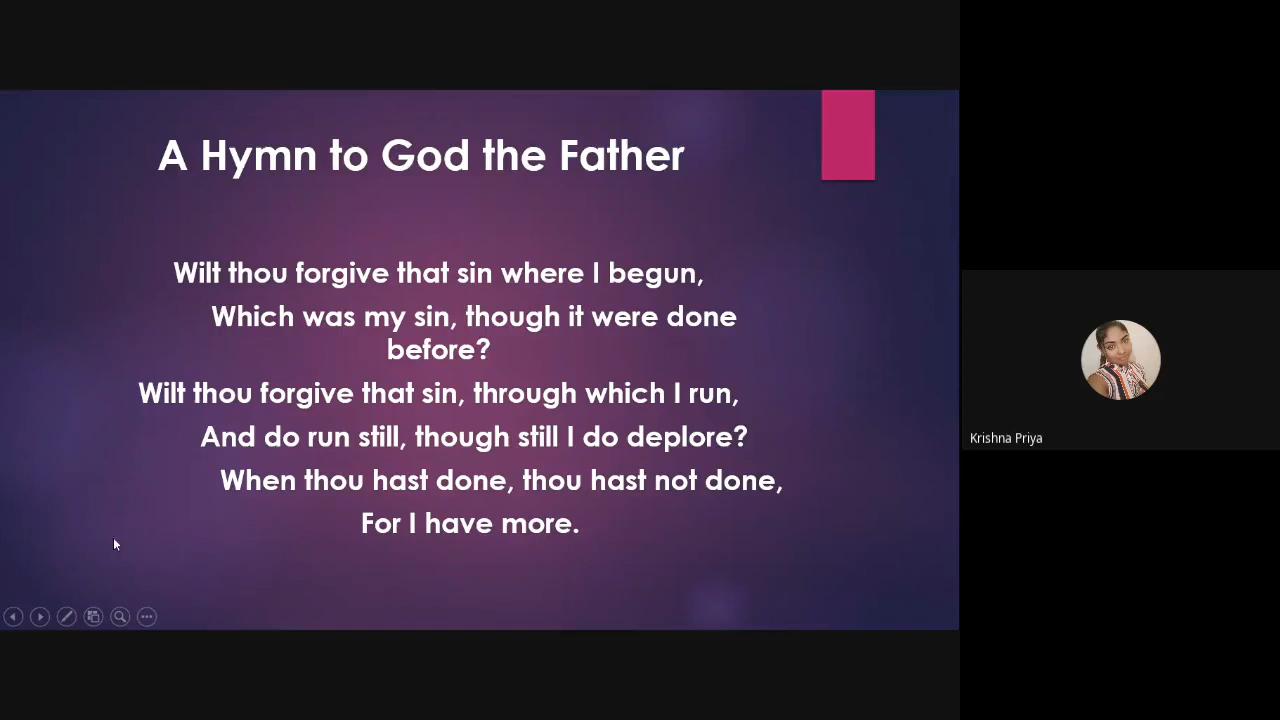 A Hymn to God the Father
Wilt thou forgive that sin where I begun,
Which was my sin, though it were done
before?
Wilt thou forgive that sin, through which I run,
And do run still, though still I do deplore?
When thou hast done, thou hast not done,
For I have more.
Krishna Priya